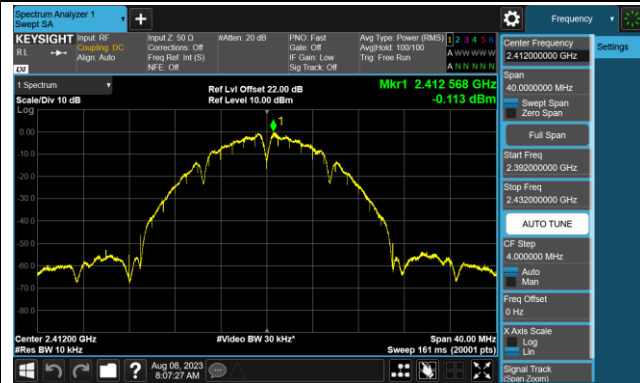 Spectrum Analyzer 1
Swept SA
Frequency
KEYSIGHT
Input: RF
Input Z: 50 Ω
#Atten: 20 dB
PNO: Fast
Avg Type: Power (RMS)
1 2 3 4 5 6
RL
Coupling: DC
Corrections: Off
Gate: Off
Avg|Hold: 100/100
A W W W W W
Align: Auto
Freq Ref: Int (S)
IF Gain: Low
Trig: Free Run
NFE: Off
Sig Track: Off
A N N N N N
LXI
1 Spectrum
Ref Lvl Offset 22.00 dB
Mkr1 2.412 568 GHz
Scale/Div 10 dB
Ref Level 10.00 dBm
-0.113 dBm
Log
1
0.00
-10.0
-20.0
-30.0
-40.0
-50.0
-60.0
-70.0
-80.0
Center 2.41200 GHz
#Video BW 30 kHz*
Span 40.00 MHz
#Res BW 10 kHz
Sweep 161 ms (20001 pts)
Aug 08, 2023
8:07:27 AM
?
Center Frequency
2.412000000 GHz
Settings
Span
40.0000000 MHz
Swept Span
Zero Span
Full Span
Start Freq
2.392000000 GHz
Stop Freq
2.432000000 GHz
AUTO TUNE
CF Step
4.000000 MHz
Auto
Man
Freq Offset
0 Hz
X Axis Scale
Log
Lin
Signal Track
(Span Zoom)